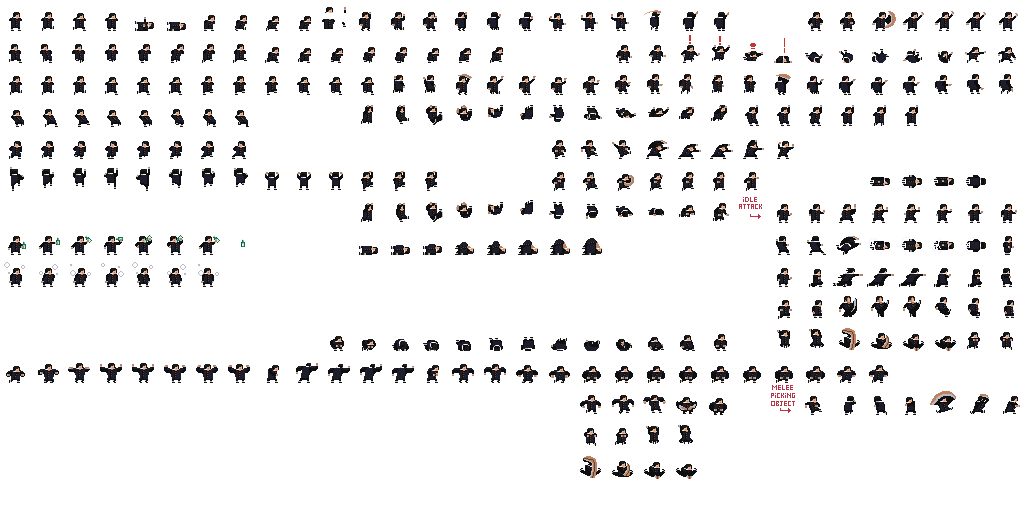 IDLE
ATTACK
MELEE
PICKING
OBJECT